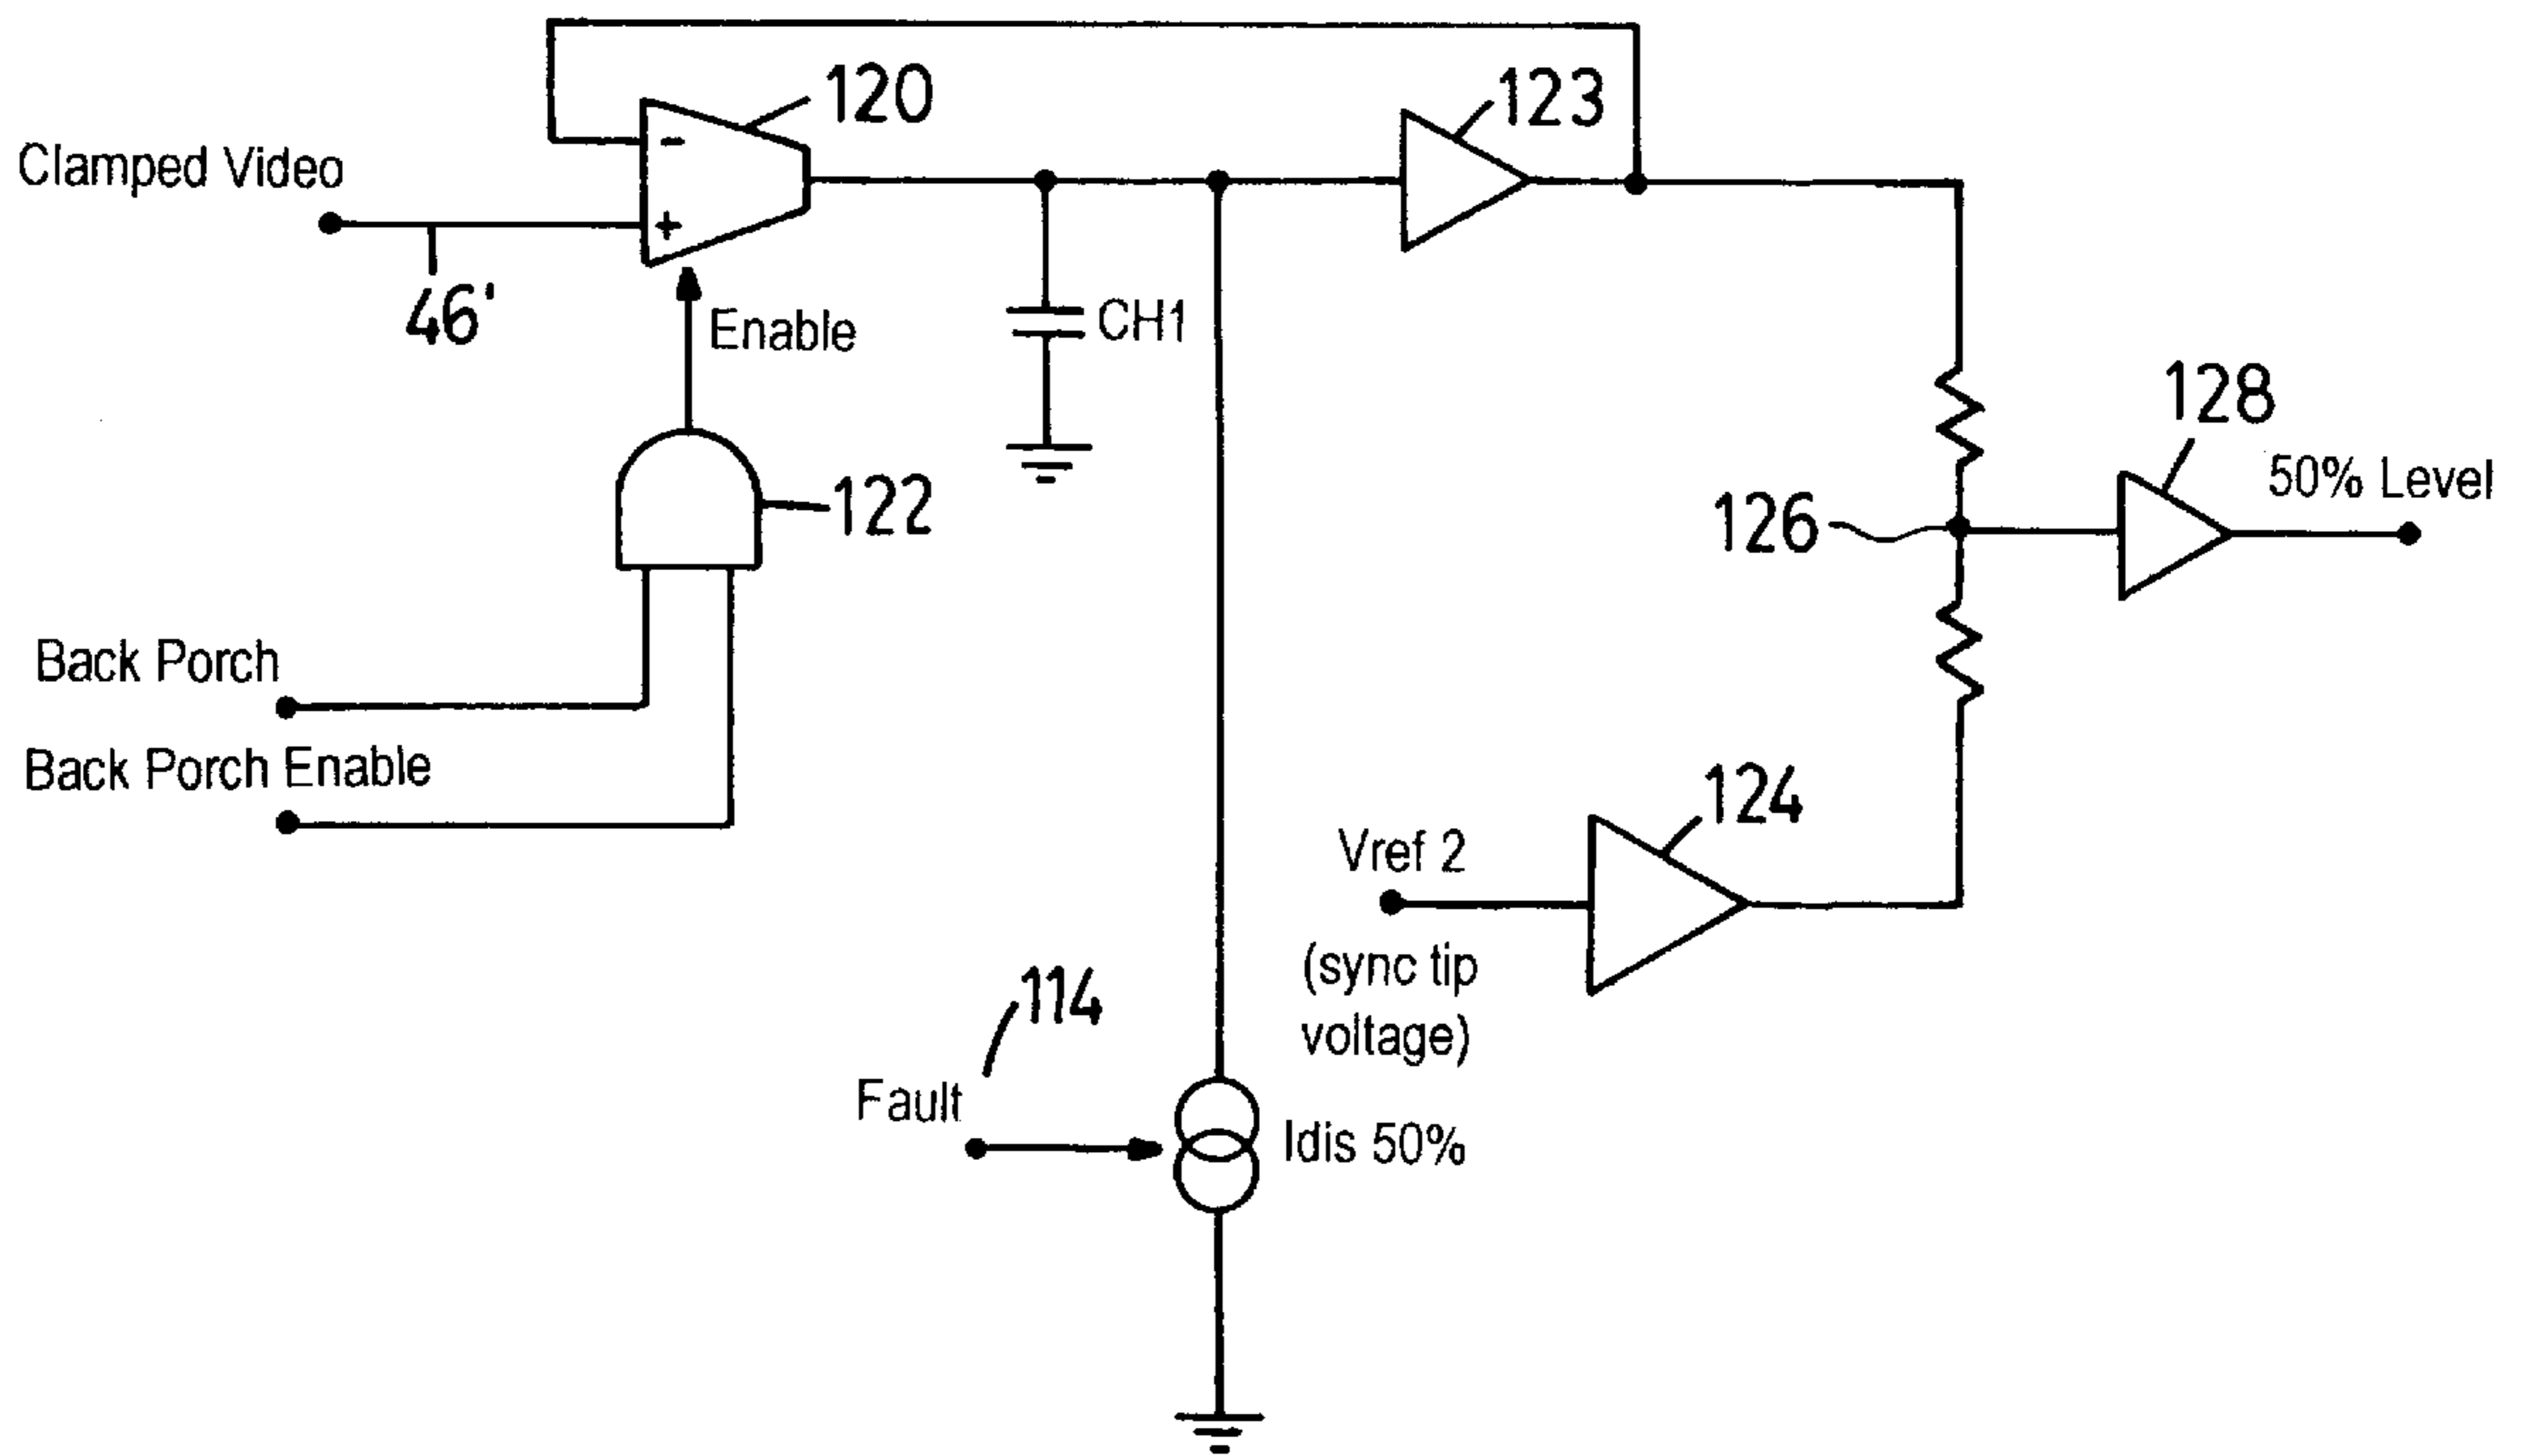 120
123
Clamped Video
-
+
46'
Enable
CH1
128
50% Level
122
126
Back Porch
Back Porch Enable
124
Vref 2
(sync tip
voltage)
114
Fault
Idis 50%